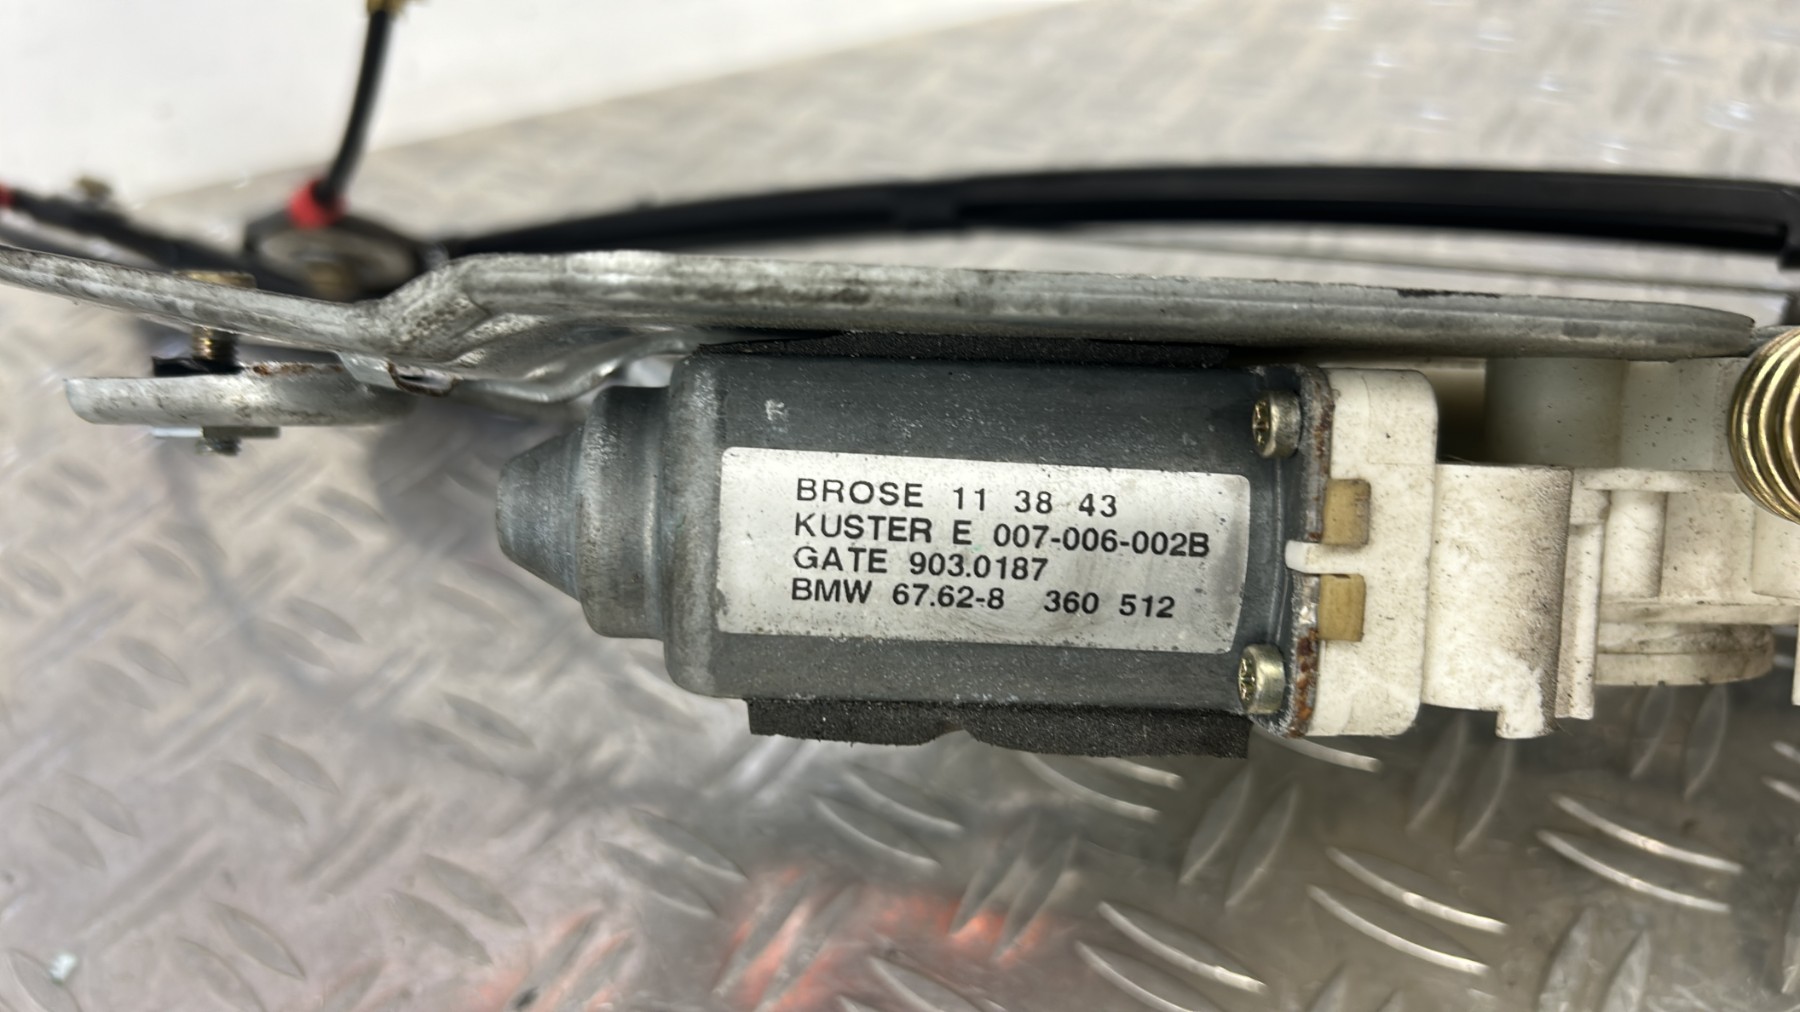 BROSE 11 38 43
KUSTER E 007-006-002B
GATE 903.0187
BMW 67.62-8 360 512